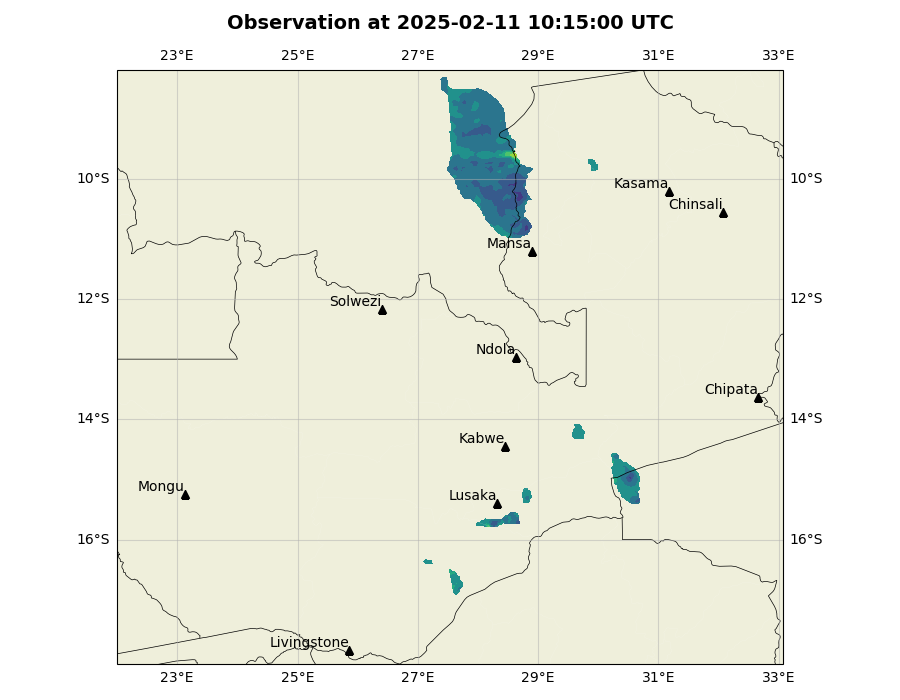 Observation at 2025-02-11 10:15:00 UTC
23°E 25°E 27°E 29°E 31°E 33°E
10°S 10°S
Kasama
Chinsali
Mansa
12°S 12°S
Solwezi
Ndola
Chipata
14°S 14°S
Kabwe
Mongu
Lusaka
16°S 16°S
Livingstone
23°E 25°E 27°E 29°E 31°E 33°E